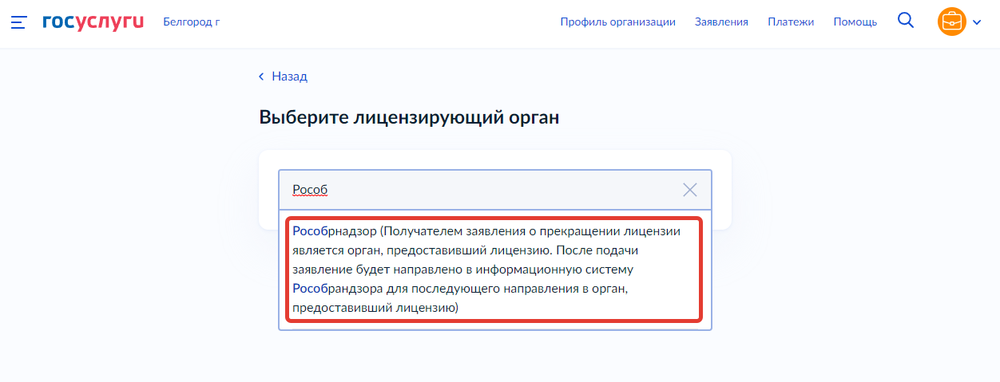 госуслуги Белгород г Профиль организации Заявления Платежи Помощь
Назад
Выберите лицензирующий орган
Рособ
Рособрнадзор (Получателем заявления о прекращении лицензии
является орган, предоставивший лицензию. После подачи
заявление будет направлено в информационную систему
Рособрандзора для последующего направления в орган,
предоставивший лицензию)